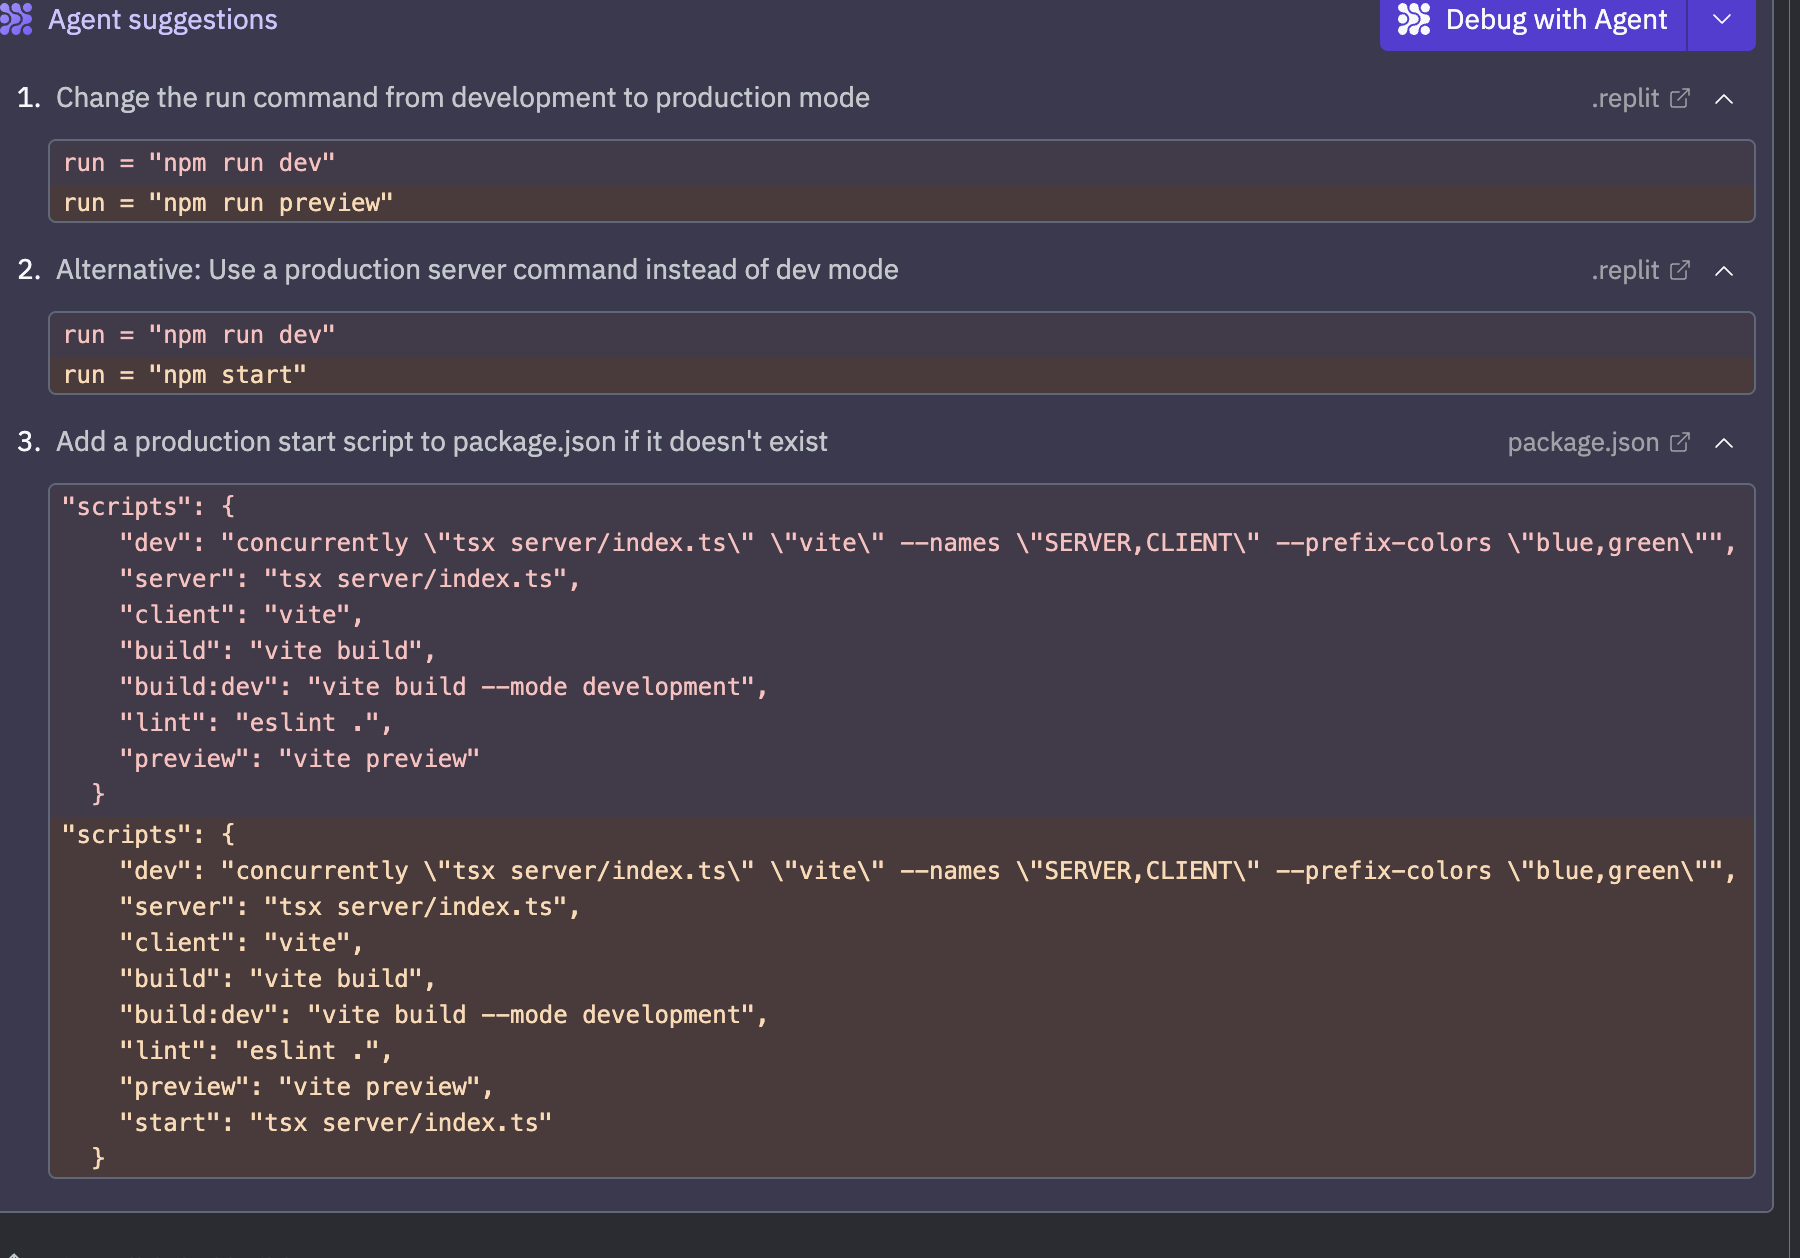 Agent suggestions
Debug with Agent
1. Change the run command from development to production mode
.replit
run = "npm run dev"
run = "npm run preview"
2. Alternative: Use a production server command instead of dev mode
.replit
run = "npm run dev"
run = "npm start"
3. Add a production start script to package.json if it doesn't exist
package.json
"scripts": {
    "dev": "concurrently \"tsx server/index.ts\" \"vite\" --names \"SERVER,CLIENT\" --prefix-colors \"blue,green\"",
    "server": "tsx server/index.ts",
    "client": "vite",
    "build": "vite build",
    "build:dev": "vite build --mode development",
    "lint": "eslint .",
    "preview": "vite preview"
  }
"scripts": {
    "dev": "concurrently \"tsx server/index.ts\" \"vite\" --names \"SERVER,CLIENT\" --prefix-colors \"blue,green\"",
    "server": "tsx server/index.ts",
    "client": "vite",
    "build": "vite build",
    "build:dev": "vite build --mode development",
    "lint": "eslint .",
    "preview": "vite preview",
    "start": "tsx server/index.ts"
  }